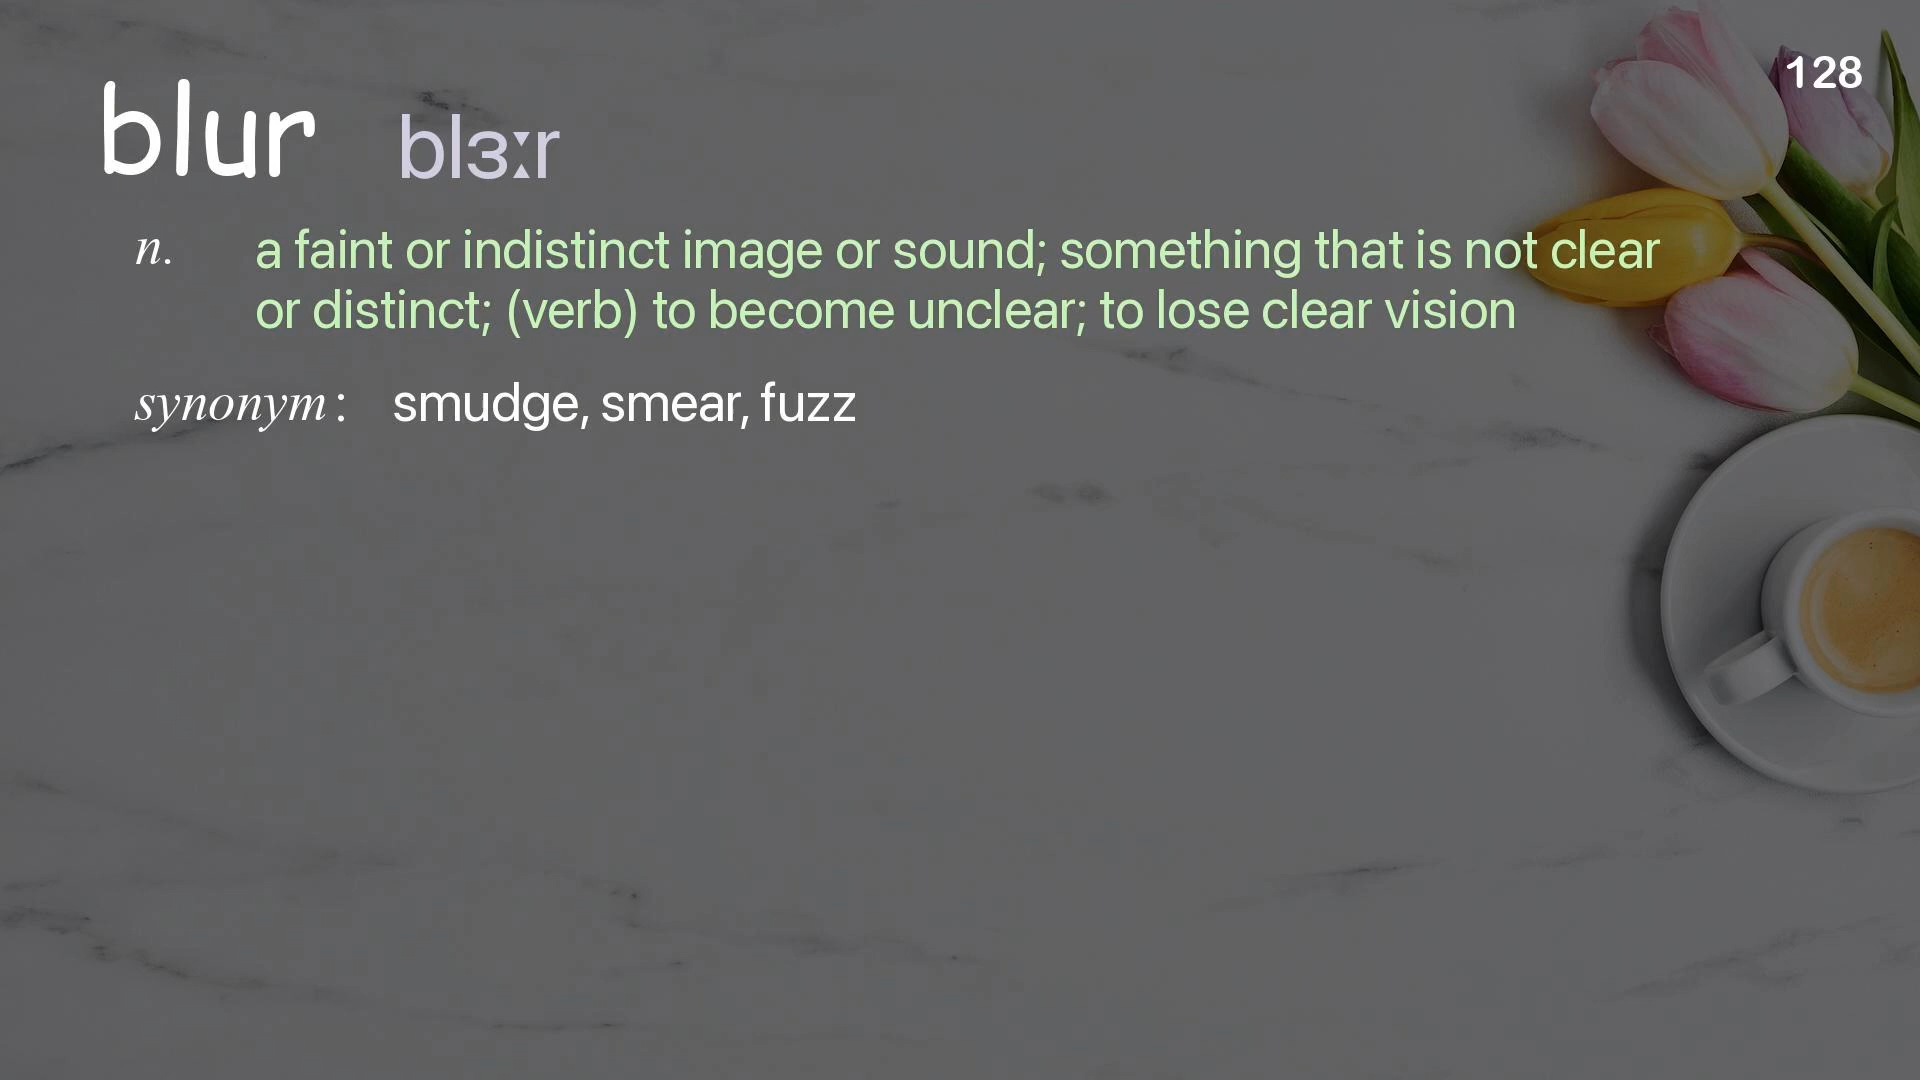 128
blur blɜːr
n. a faint or indistinct image or sound; something that is not clear
or distinct; (verb) to become unclear; to lose clear vision
synonym: smudge, smear, fuzz